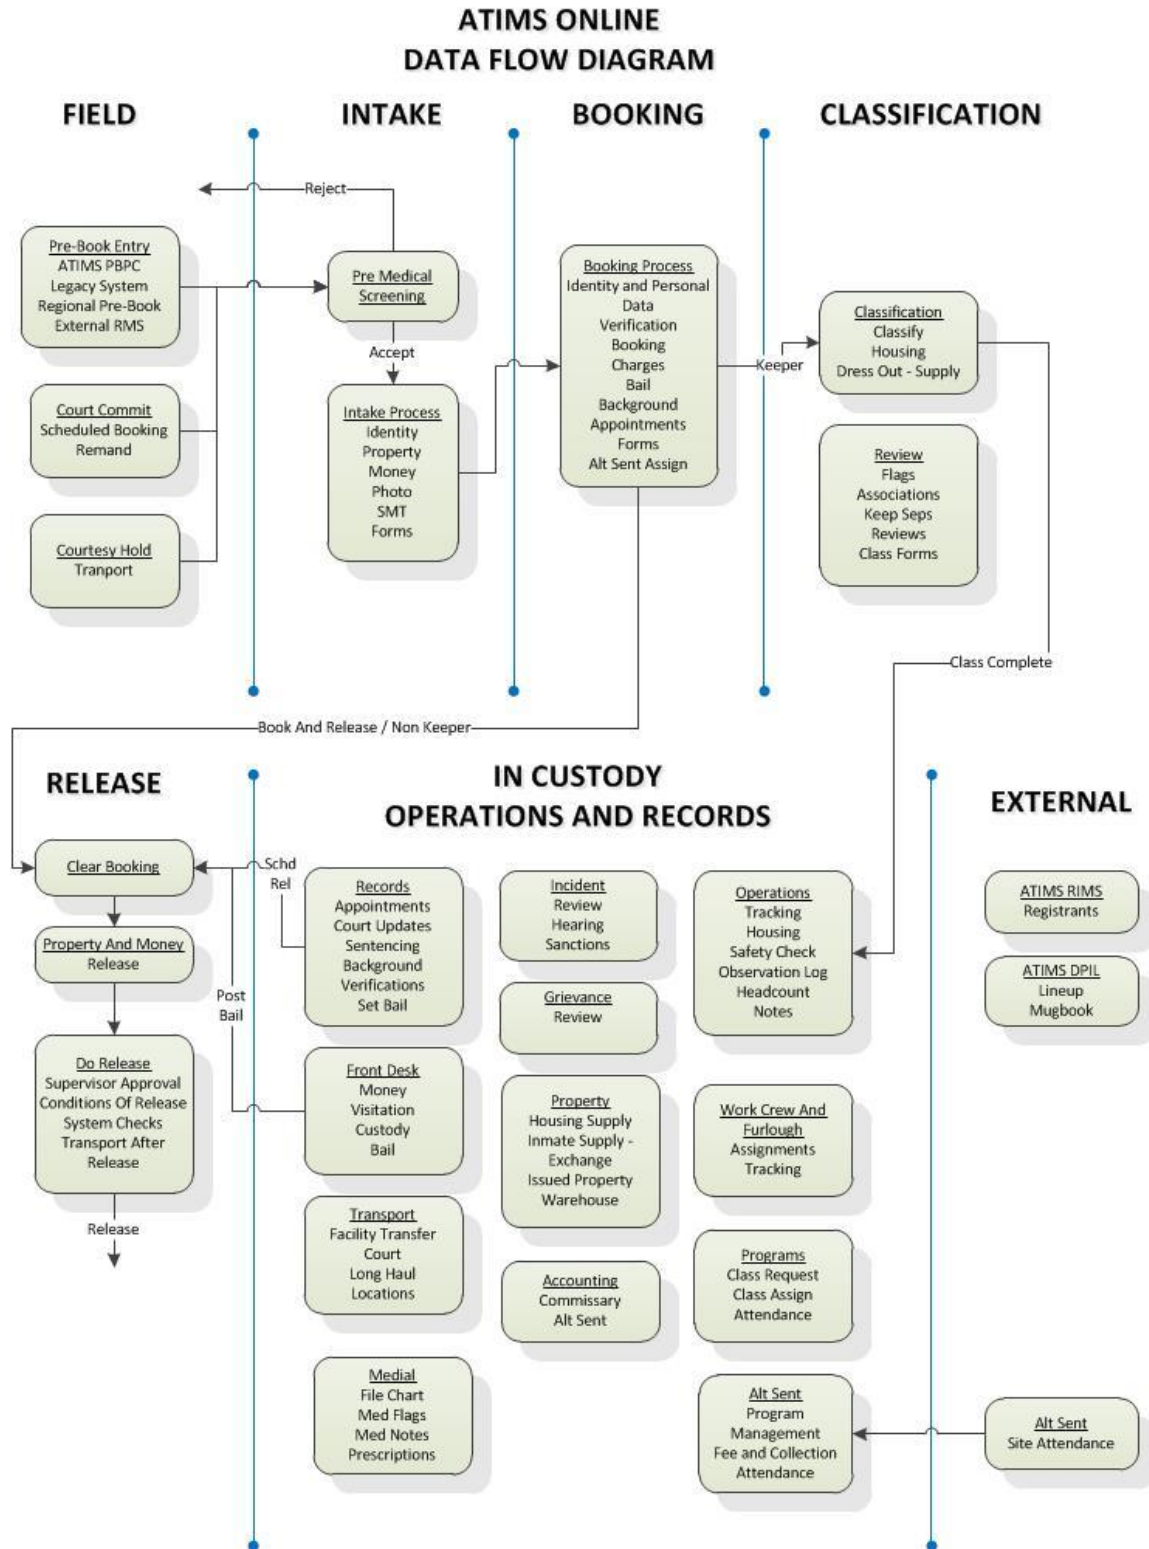 ATIMS ONLINE
DATA FLOW DIAGRAM
FIELD
INTAKE
BOOKING
CLASSIFICATION
Reject
Pre-Book Entry
ATIMS PBPC
Legacy System
Regional Pre-Book
External RMS
Court Commit
Scheduled Booking
Remand
Courtesy Hold
Tranport
Pre Medical
Screening
Accept
Intake Process
Identity
Property
Money
Photo
SMT
Forms
Booking Process
Identity and Personal
Data
Verification
Booking
Charges
Bail
Background
Appointments
Forms
Alt Sent Assign
Keeper
Classification
Classify
Housing
Dress Out - Supply
Review
Flags
Associations
Keep Seps
Reviews
Class Forms
Class Complete
Book And Release / Non Keeper
RELEASE
IN CUSTODY
OPERATIONS AND RECORDS
EXTERNAL
Clear Booking
Property And Money
Release
Do Release
Supervisor Approval
Conditions Of Release
System Checks
Transport After
Release
Release
Schd
Rel
Post
Bail
Records
Appointments
Court Updates
Sentencing
Background
Verifications
Set Bail
Front Desk
Money
Visitation
Custody
Bail
Transport
Facility Transfer
Court
Long Haul
Locations
Medial
File Chart
Med Flags
Med Notes
Prescriptions
Incident
Review
Hearing
Sanctions
Grievance
Review
Property
Housing Supply
Inmate Supply -
Exchange
Issued Property
Warehouse
Accounting
Commissary
Alt Sent
Operations
Tracking
Housing
Safety Check
Observation Log
Headcount
Notes
Work Crew And
Furlough
Assignments
Tracking
Programs
Class Request
Class Assign
Attendance
Alt Sent
Program
Management
Fee and Collection
Attendance
ATIMS RIMS
Registrants
ATIMS DPIL
Lineup
Mugbook
Alt Sent
Site Attendance